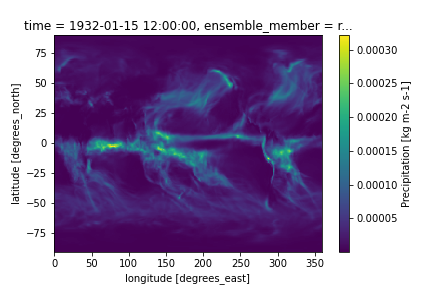 time = 1932-01-15 12:00:00, ensemble_member = r...
75
50
25
0
−25
−50
−75
latitude [degrees_north]
0 50 100 150 200 250 300 350
longitude [degrees_east]
0.00030
0.00025
0.00020
0.00015
0.00010
0.00005
Precipitation [kg m-2 s-1]